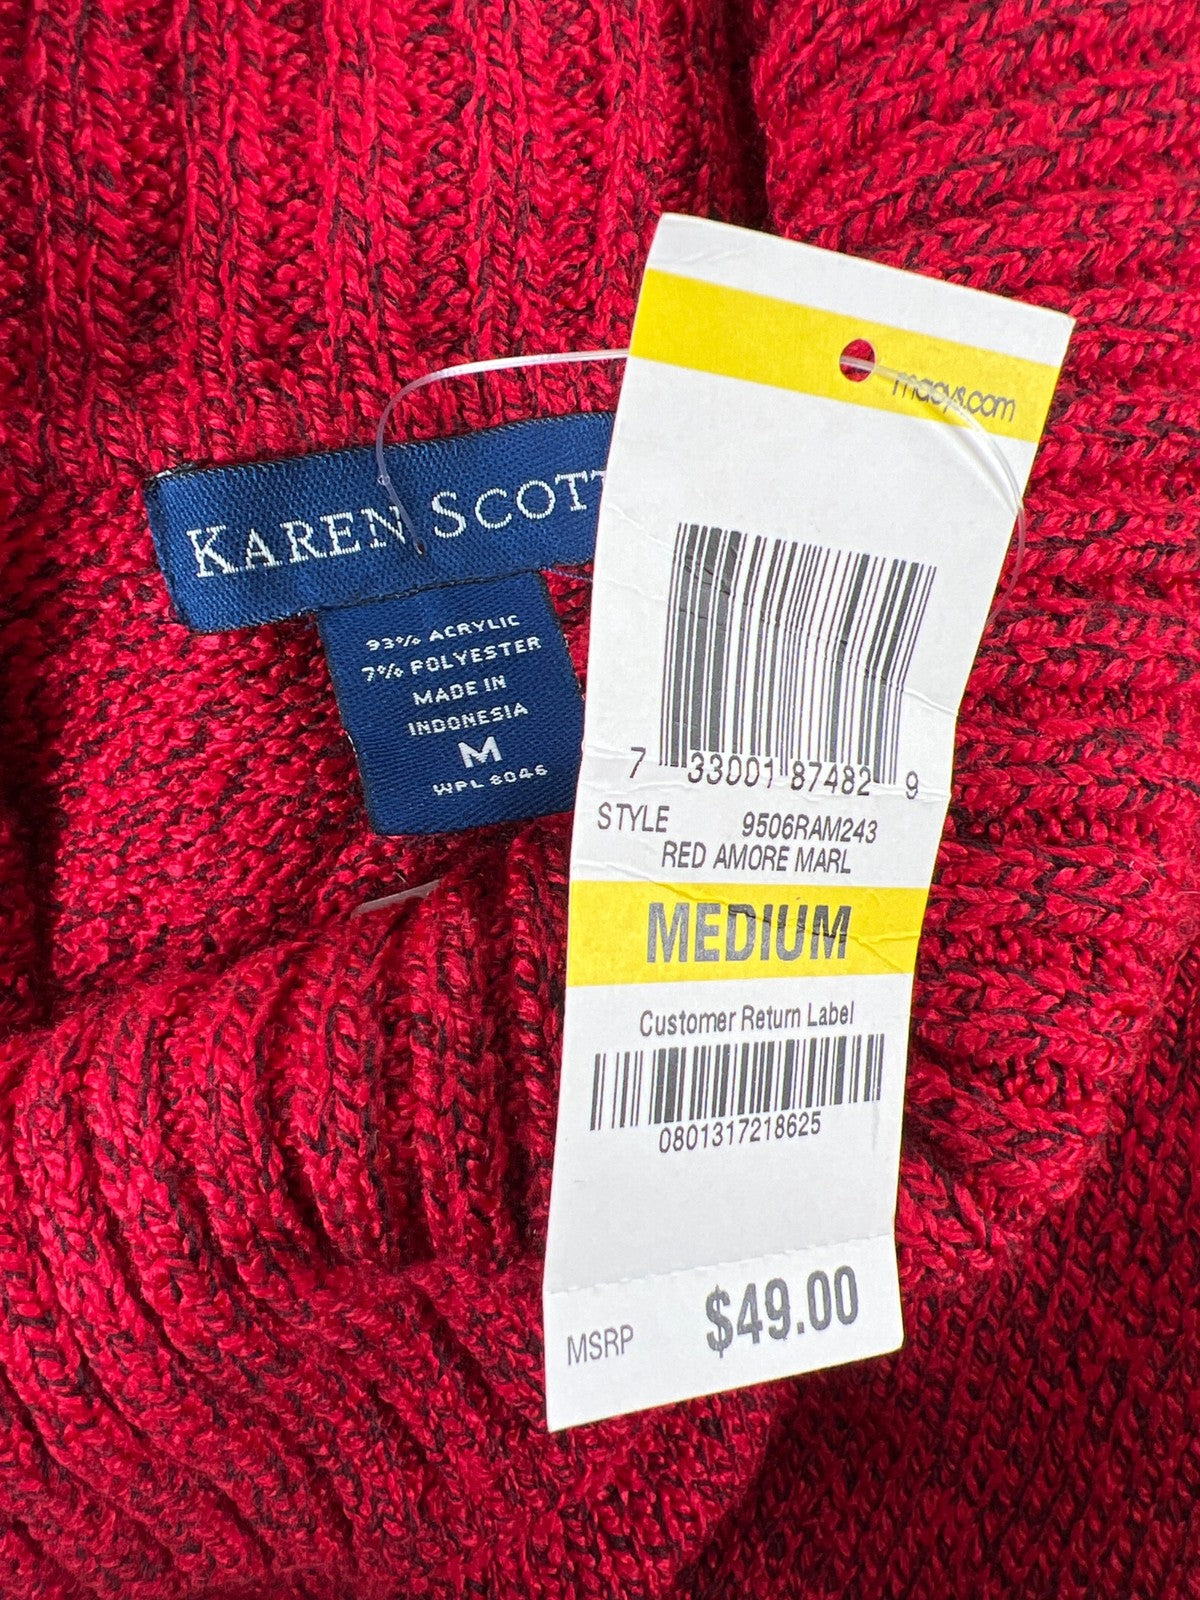 KAREN SCOTT
93% ACRYLIC
7% POLYESTER
MADE IN
INDONESIA
M
WPL 8046
macys.com
7 33001 87482 9
STYLE 9506RAM243
RED AMORE MARL
MEDIUM
Customer Return Label
0801317218625
MSRP $49.00